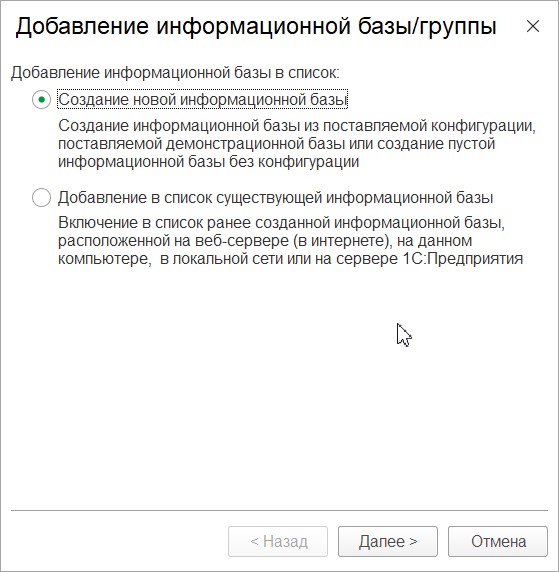 Добавление информационной базы/группы
Добавление информационной базы в список:
Создание новой информационной базы
Создание информационной базы из поставляемой конфигурации,
поставляемой демонстрационной базы или создание пустой
информационной базы без конфигурации
Добавление в список существующей информационной базы
Включение в список ранее созданной информационной базы,
расположенной на веб-сервере (в интернете), на данном
компьютере, в локальной сети или на сервере 1С:Предприятия
< Назад
Далее >
Отмена